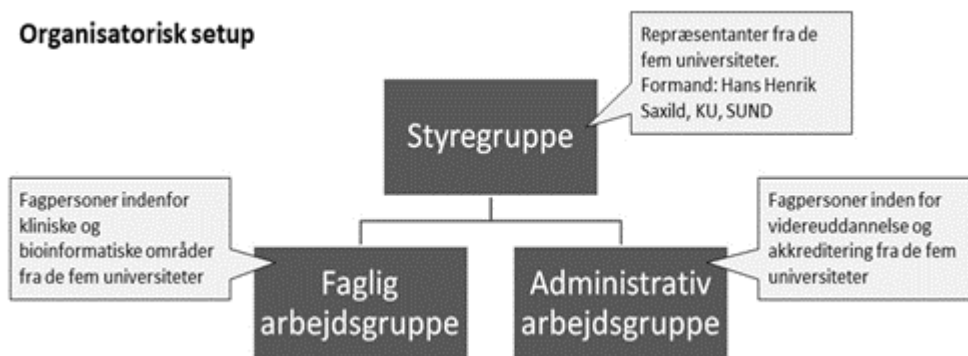 Organisatorisk setup
Repræsentanter fra de
fem universiteter.
Formand: Hans Henrik
Saxild, KU, SUND
Styregruppe
Fagpersoner indenfor
kliniske og
bioinformatiske områder
fra de fem universiteter
Faglig
arbejdsgruppe
Administrativ
arbejdsgruppe
Fagpersoner inden for
videreuddannelse og
akkreditering fra de fem
universiteter